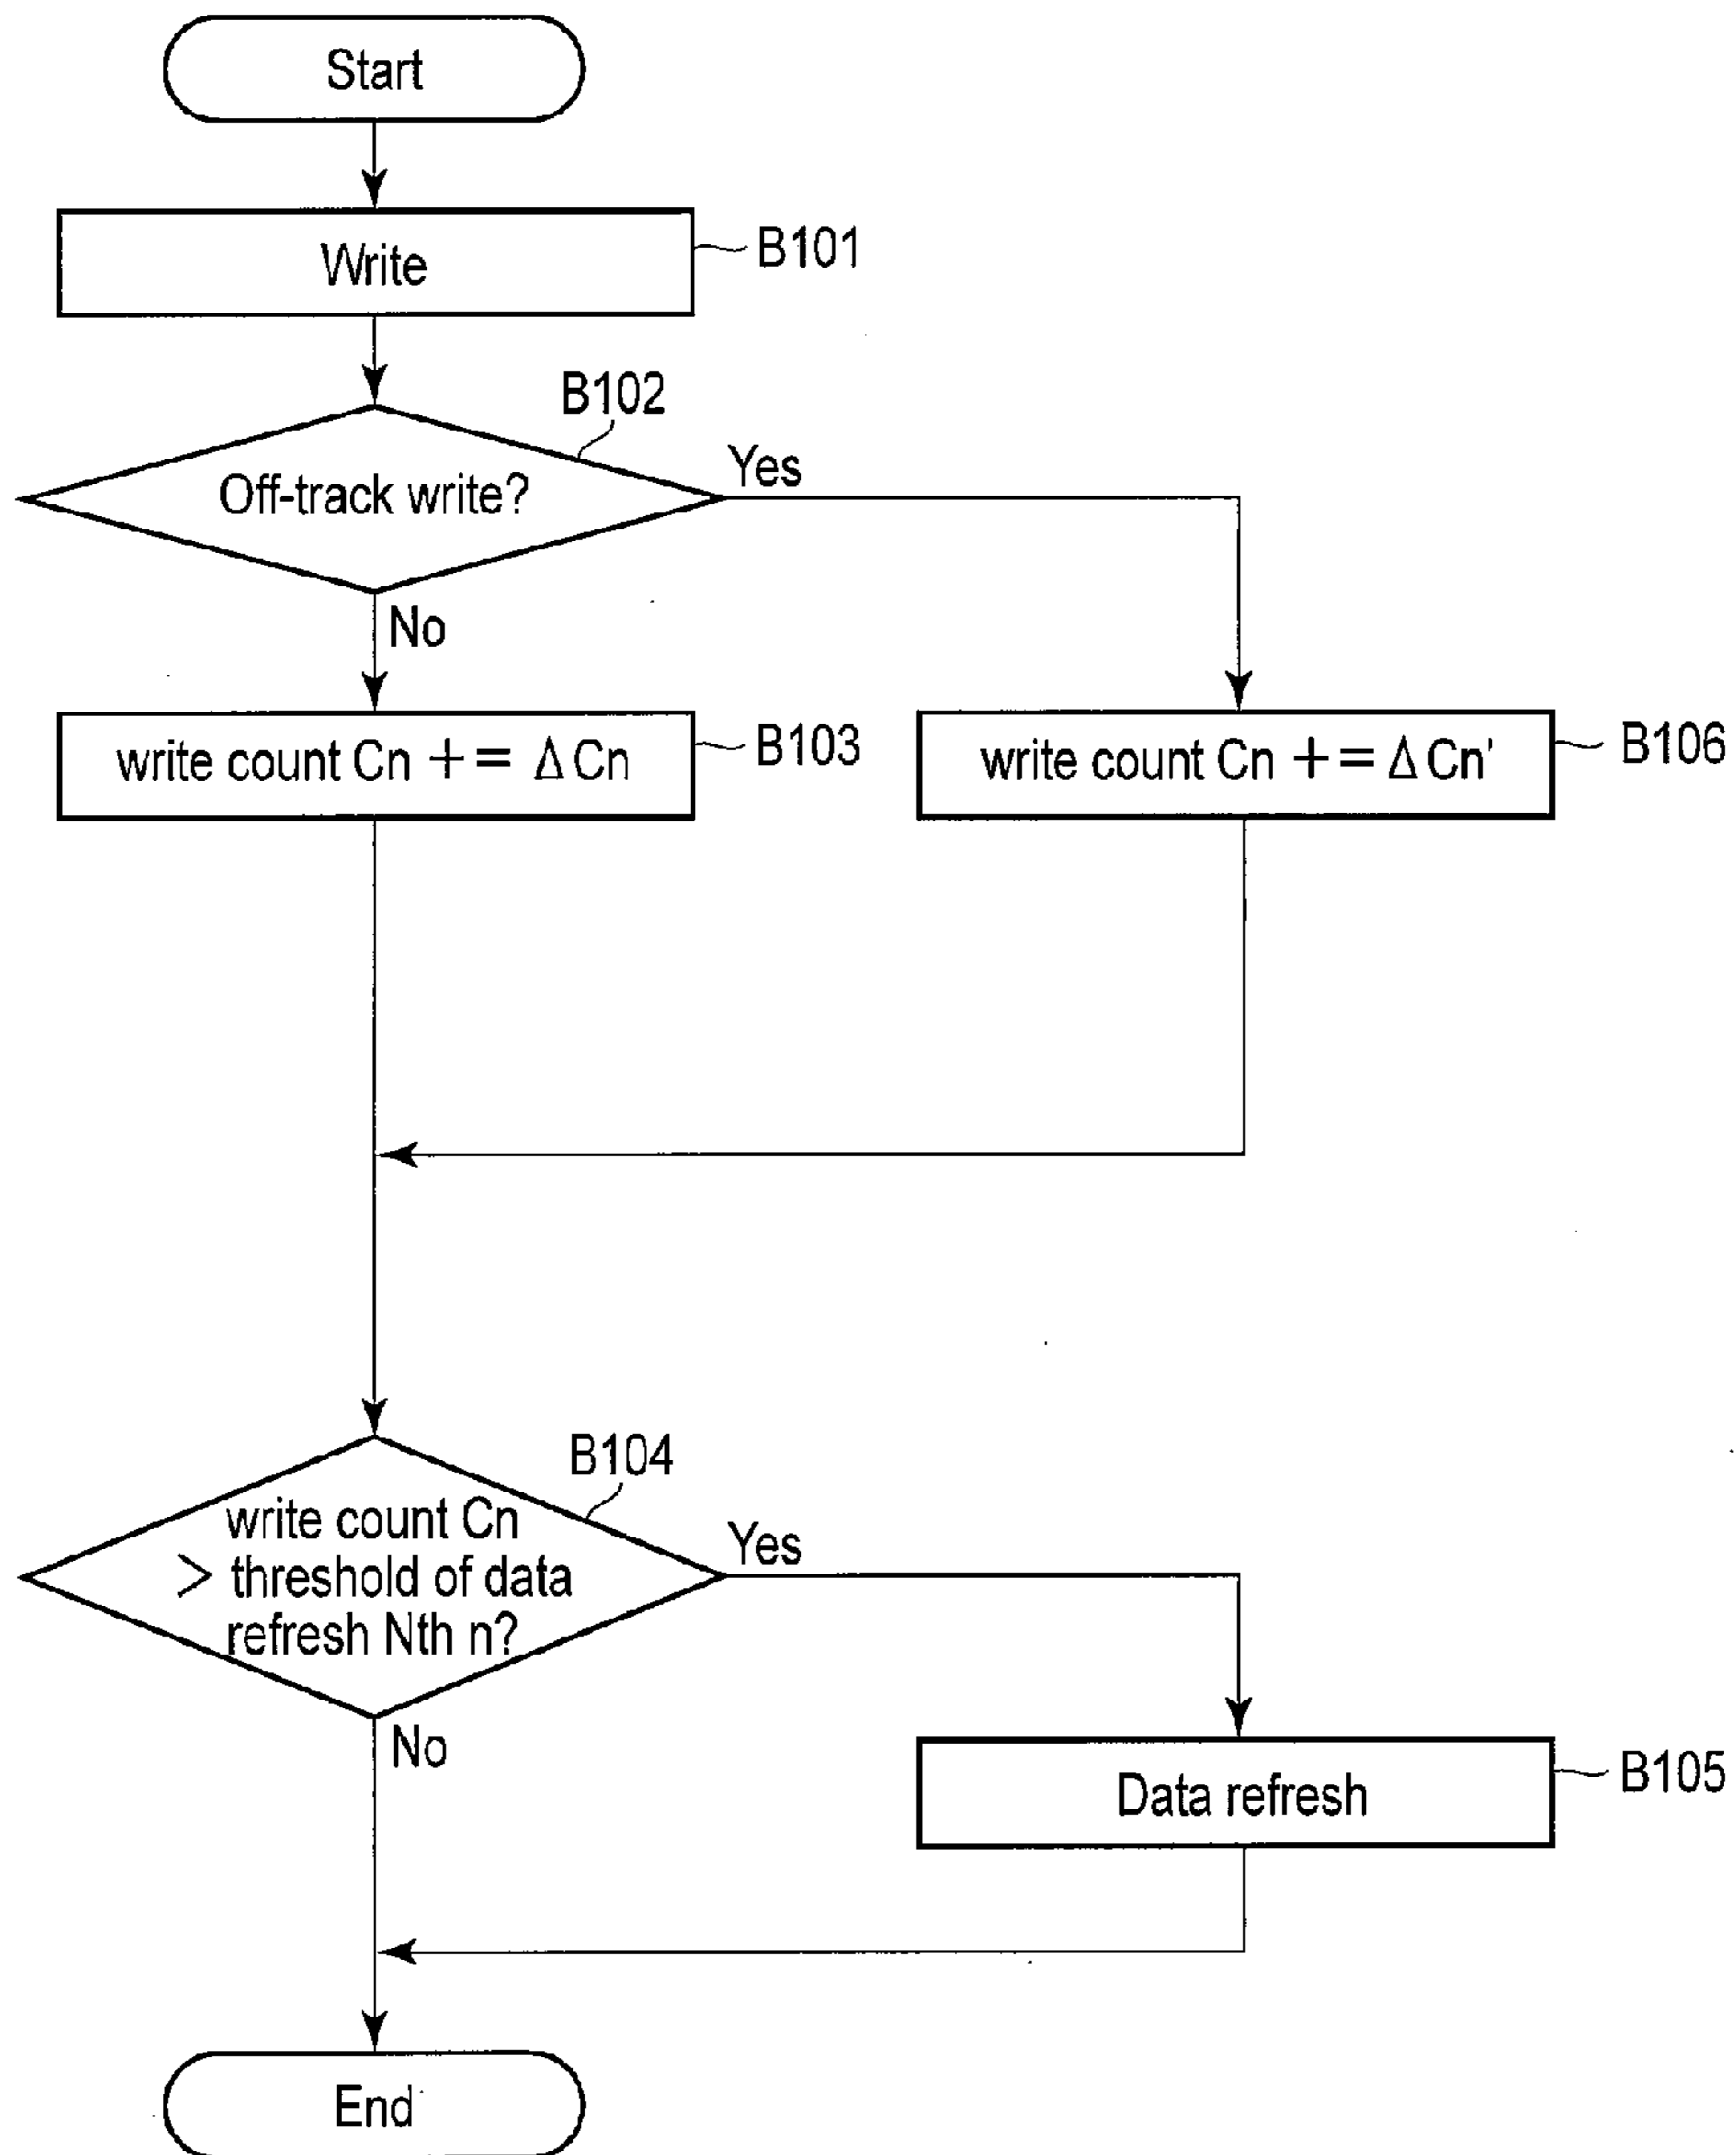 Start
Write
B101
B102
Off-track write?
Yes
No
write count Cn += ΔCn
B103
write count Cn += ΔCn'
B106
B104
write count Cn
> threshold of data
refresh Nth n?
Yes
No
Data refresh
B105
End